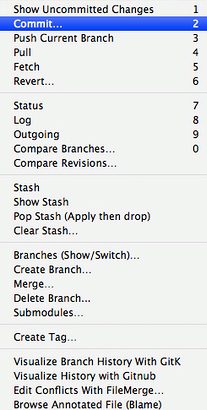 Show Uncommitted Changes 1
Commit... 2
Push Current Branch 3
Pull 4
Fetch 5
Revert... 6
Status 7
Log 8
Outgoing 9
Compare Branches... 0
Compare Revisions...
Stash
Show Stash
Pop Stash (Apply then drop)
Clear Stash...
Branches (Show/Switch)...
Create Branch...
Merge...
Delete Branch...
Submodules...
Create Tag...
Visualize Branch History With GitK
Visualize History with Gitnub
Edit Conflicts With FileMerge...
Browse Annotated File (Blame)